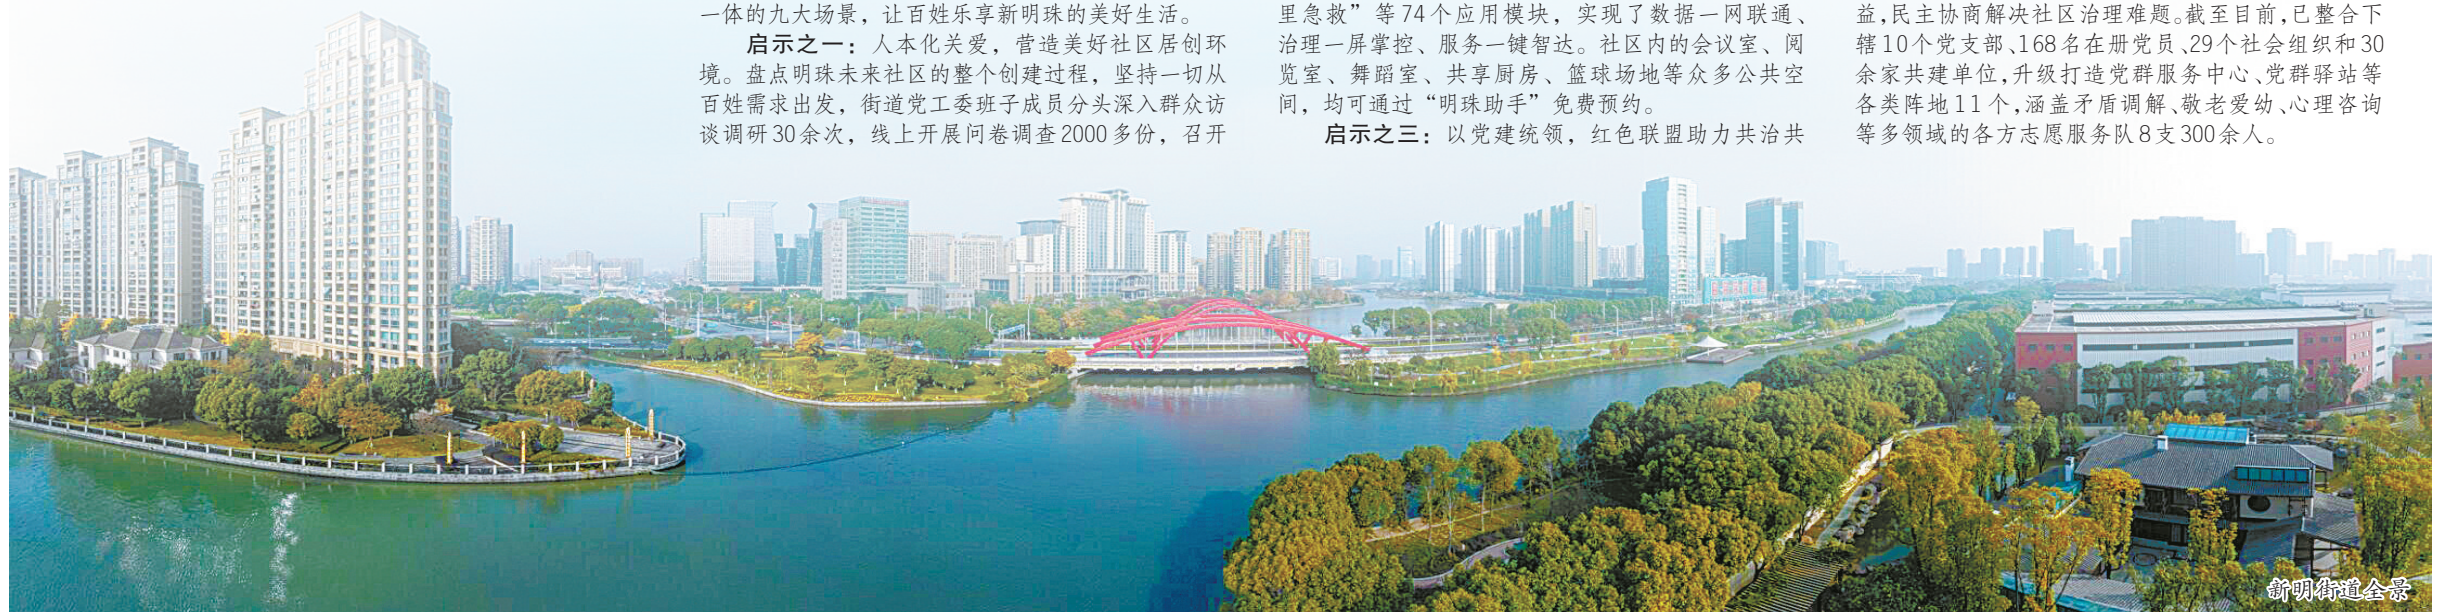 一体的九大场景，让百姓乐享新明珠的美好生活。
启示之一：人本化关爱，营造美好社区居创环
境。盘点明珠未来社区的整个创建过程，坚持一切从
百姓需求出发，街道党工委班子成员分头深入群众访
谈调研30余次，线上开展问卷调查2000多份，召开
里急救”等74个应用模块，实现了数据一网联通、
治理一屏掌控、服务一键智达。社区内的会议室、阅
览室、舞蹈室、共享厨房、篮球场地等众多公共空
间，均可通过“明珠助手”免费预约。
启示之三：以党建统领，红色联盟助力共治共
益,民主协商解决社区治理难题。截至目前,已整合下
辖10个党支部、168名在册党员、29个社会组织和30
余家共建单位,升级打造党群服务中心、党群驿站等
各类阵地11个,涵盖矛盾调解、敬老爱幼、心理咨询
等多领域的各方志愿服务队8支300余人。
新明街道全景